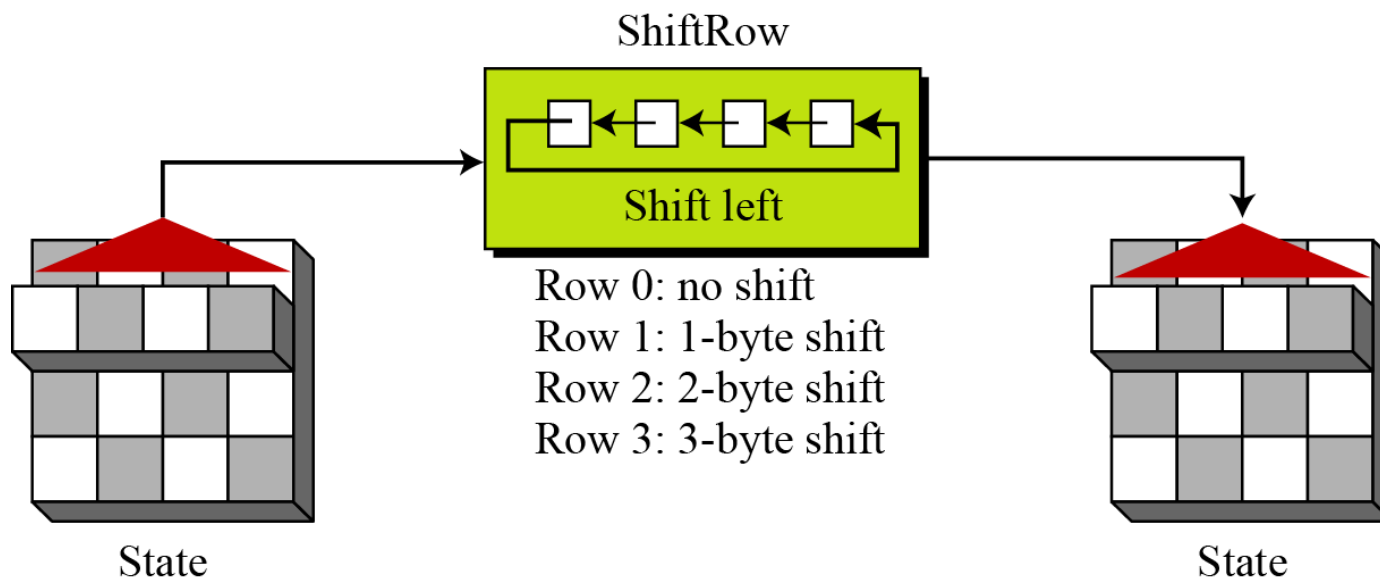 ShiftRow
Shift left
Row 0: no shift
Row 1: 1-byte shift
Row 2: 2-byte shift
Row 3: 3-byte shift
State
State